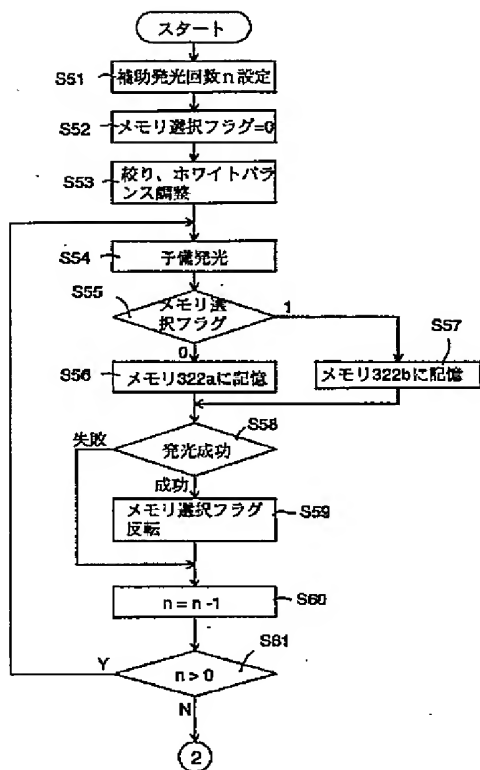 スタート
S51
補助発光回数n設定
S52
メモリ選択フラグ=0
S53
絞り、ホワイトバラ
ンス調整
S54
予備発光
S55
メモリ選
択フラグ
1
0
S56
メモリ322aに記憶
S57
メモリ322bに記憶
S58
失敗
発光成功
成功
メモリ選択フラグ
反転
S59
n = n -1
S60
S61
Y
n > 0
N
2